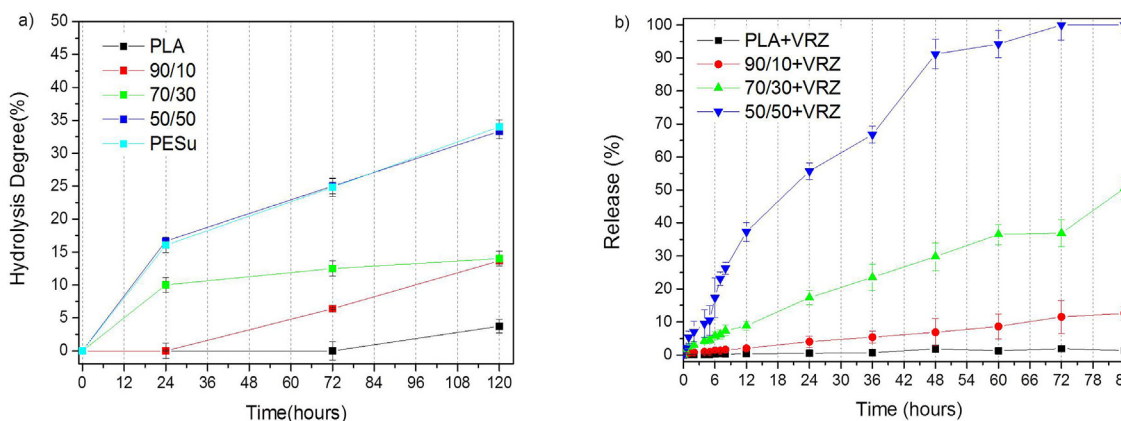 a)
Hydrolysis Degree(%)
50
45
40
35
30
25
20
15
10
5
0
PLA
90/10
70/30
50/50
PESu
0 12 24 36 48 60 72 84 96 108 120
Time(hours)
b)
Release (%)
100
90
80
70
60
50
40
30
20
10
0
PLA+VRZ
90/10+VRZ
70/30+VRZ
50/50+VRZ
0 6 12 18 24 30 36 42 48 54 60 66 72 78
Time (hours)